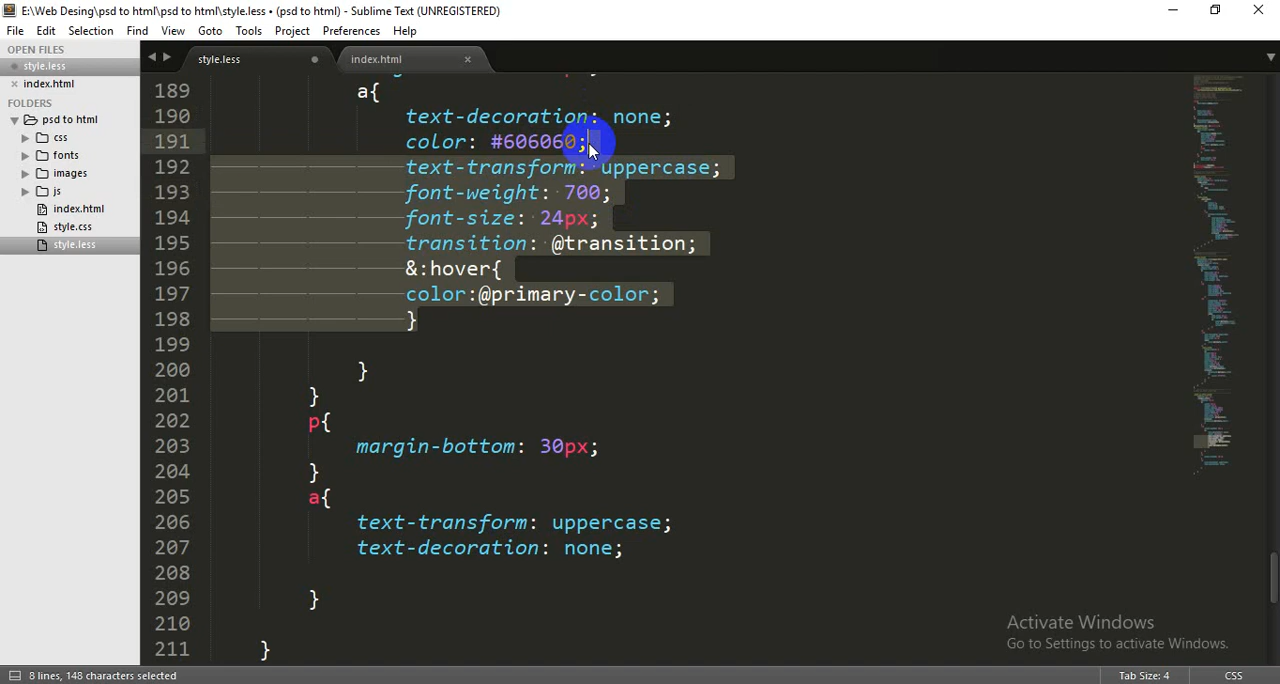 E:\Web Desing\psd to html\psd to html\style.less • (psd to html) - Sublime Text (UNREGISTERED)
File Edit Selection Find View Goto Tools Project Preferences Help
OPEN FILES
style.less
index.html
FOLDERS
psd to html
css
fonts
images
js
index.html
style.css
style.less
style.less
index.html
189 a{
190 text-decoration: none;
191 color: #606060;
192 text-transform: uppercase;
193 font-weight: 700;
194 font-size: 24px;
195 transition: @transition;
196 &:hover{
197 color:@primary-color;
198 }
199
200 }
201 }
202 p{
203 margin-bottom: 30px;
204 }
205 a{
206 text-transform: uppercase;
207 text-decoration: none;
208
209 }
210
211 }
Activate Windows
Go to Settings to activate Windows.
8 lines, 148 characters selected
Tab Size: 4
CSS